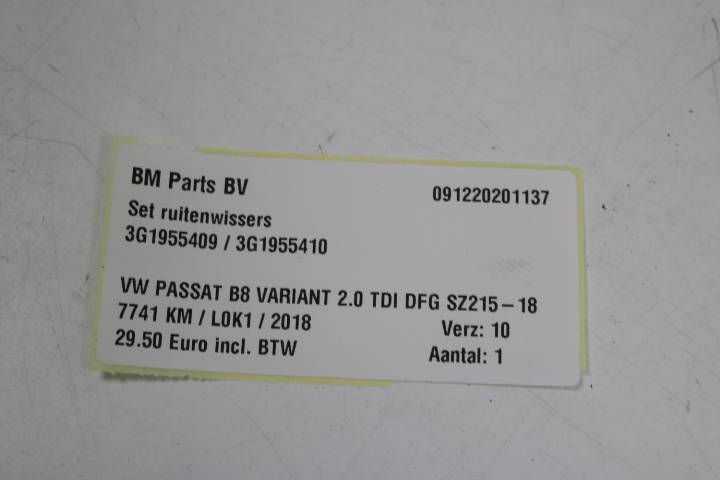 BM Parts BV 091220201137
Set ruitenwissers
3G1955409 / 3G1955410
VW PASSAT B8 VARIANT 2.0 TDI DFG SZ215-18
7741 KM / L0K1 / 2018 Verz: 10
29.50 Euro incl. BTW Aantal: 1